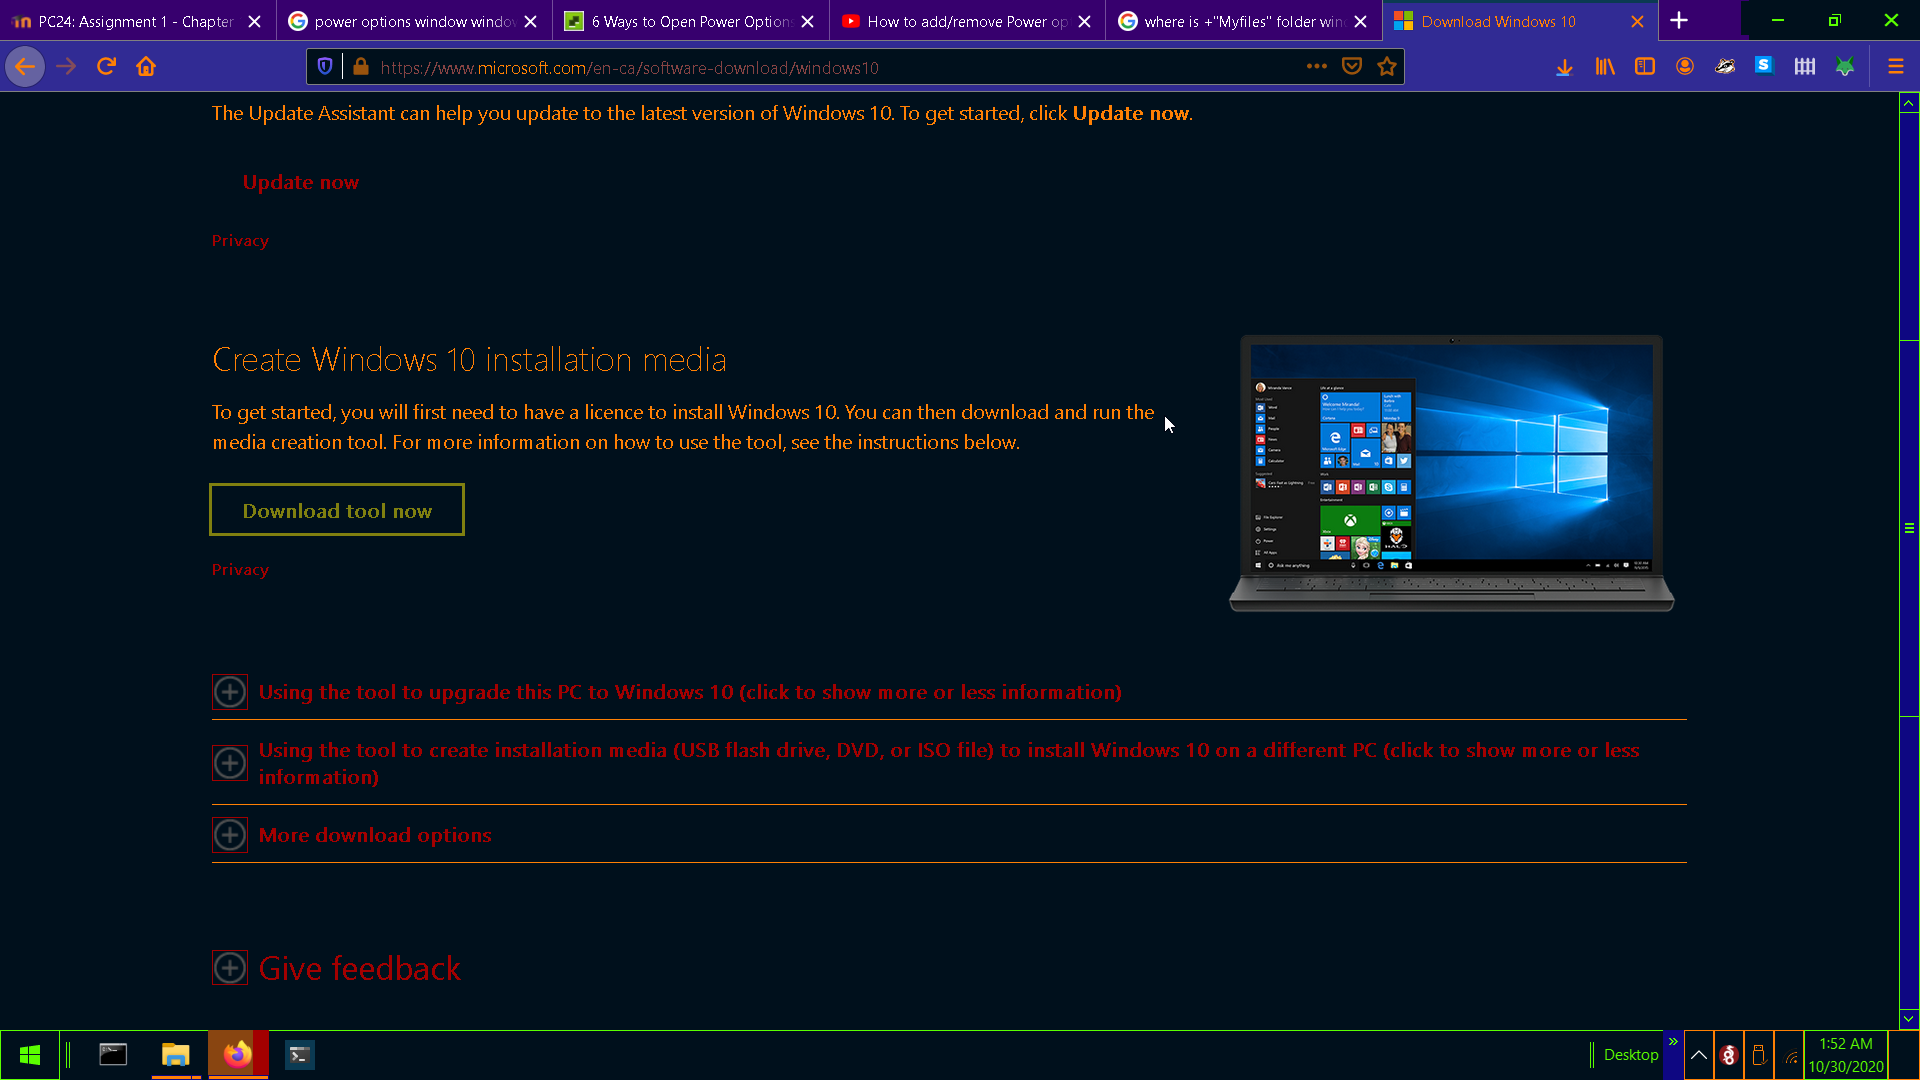 PC24: Assignment 1 - Chapter
power options window windo
6 Ways to Open Power Options
How to add/remove Power op
where is +"Myfiles" folder win
Download Windows 10
https://www.microsoft.com/en-ca/software-download/windows10
The Update Assistant can help you update to the latest version of Windows 10. To get started, click Update now.
Update now
Privacy
Create Windows 10 installation media
To get started, you will first need to have a licence to install Windows 10. You can then download and run the
media creation tool. For more information on how to use the tool, see the instructions below.
Download tool now
Privacy
Using the tool to upgrade this PC to Windows 10 (click to show more or less information)
Using the tool to create installation media (USB flash drive, DVD, or ISO file) to install Windows 10 on a different PC (click to show more or less
information)
More download options
Give feedback
Desktop
1:52 AM
10/30/2020